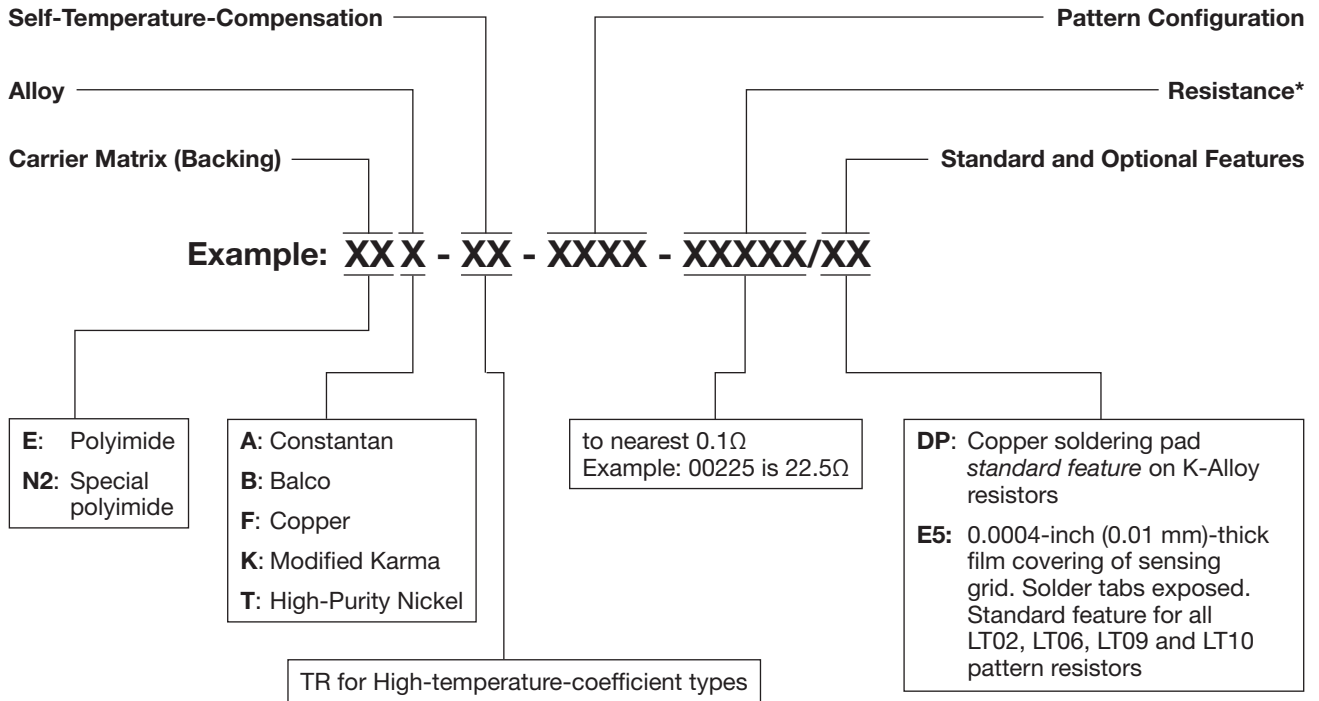 Self-Temperature-Compensation
Pattern Configuration
Alloy
Resistance*
Carrier Matrix (Backing)
Standard and Optional Features
Example: XX X - XX - XXXX - XXXXX/XX
E: Polyimide
N2: Special
polyimide
A: Constantan
B: Balco
F: Copper
K: Modified Karma
T: High-Purity Nickel
TR for High-temperature-coefficient types
to nearest 0.1Ω
Example: 00225 is 22.5Ω
DP: Copper soldering pad
standard feature on K-Alloy
resistors
E5: 0.0004-inch (0.01 mm)-thick
film covering of sensing
grid. Solder tabs exposed.
Standard feature for all
LT02, LT06, LT09 and LT10
pattern resistors